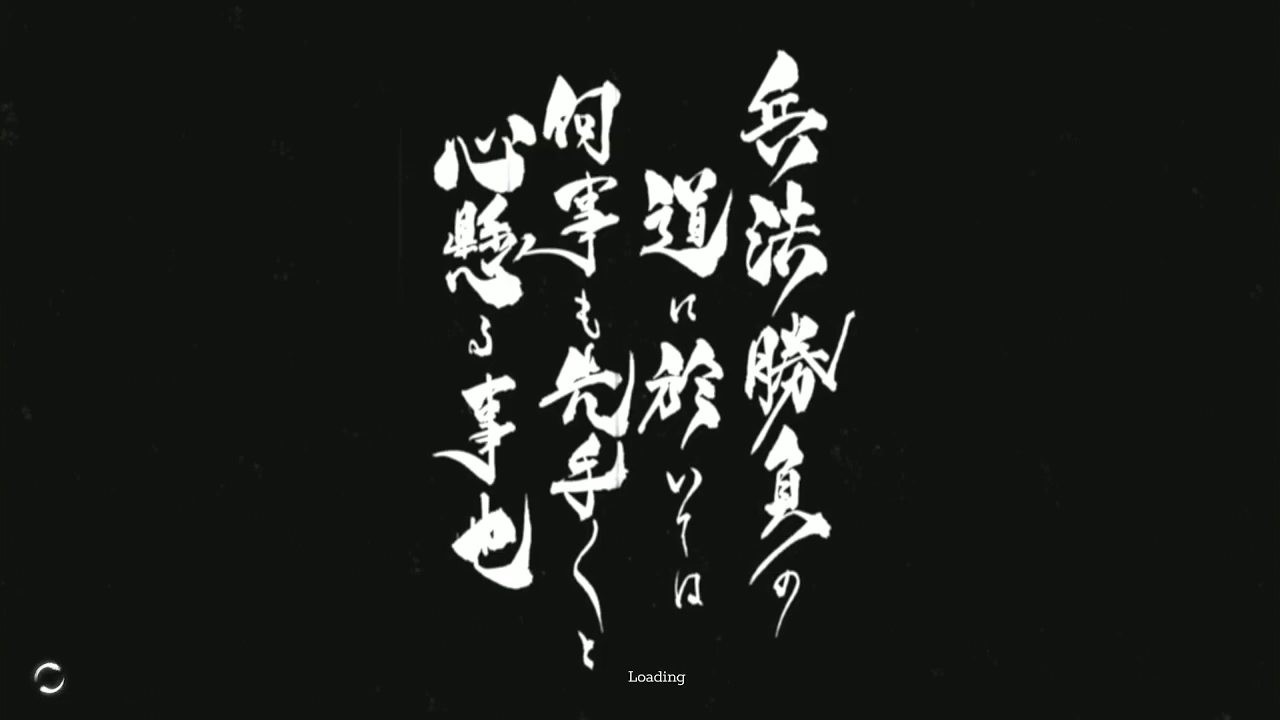 兵法勝負の
道に於いては
何事も先手〱と
心懸る事也
Loading